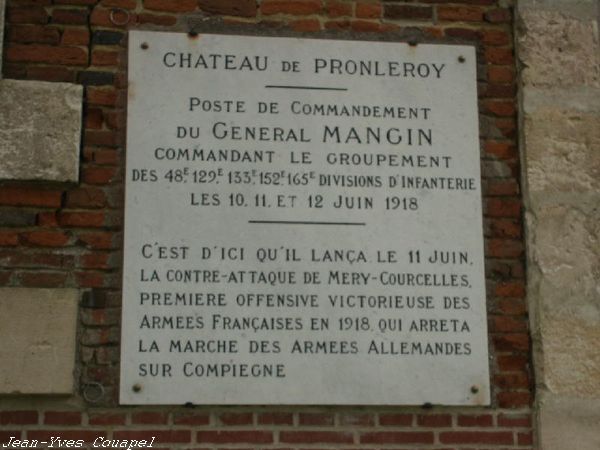 CHATEAU DE PRONLEROY
POSTE DE COMMANDEMENT
DU GENERAL MANGIN
COMMANDANT LE GROUPEMENT
DES 48E. 129E. 133E. 152E. 165E DIVISIONS D'INFANTERIE
LES 10, 11, ET 12 JUIN 1918
C'EST D'ICI QU'IL LANÇA LE 11 JUIN,
LA CONTRE-ATTAQUE DE MERY-COURCELLES,
PREMIERE OFFENSIVE VICTORIEUSE DES
ARMEES FRANÇAISES EN 1918, QUI ARRETA
LA MARCHE DES ARMEES ALLEMANDES
SUR COMPIEGNE
Jean-Yves Couapel